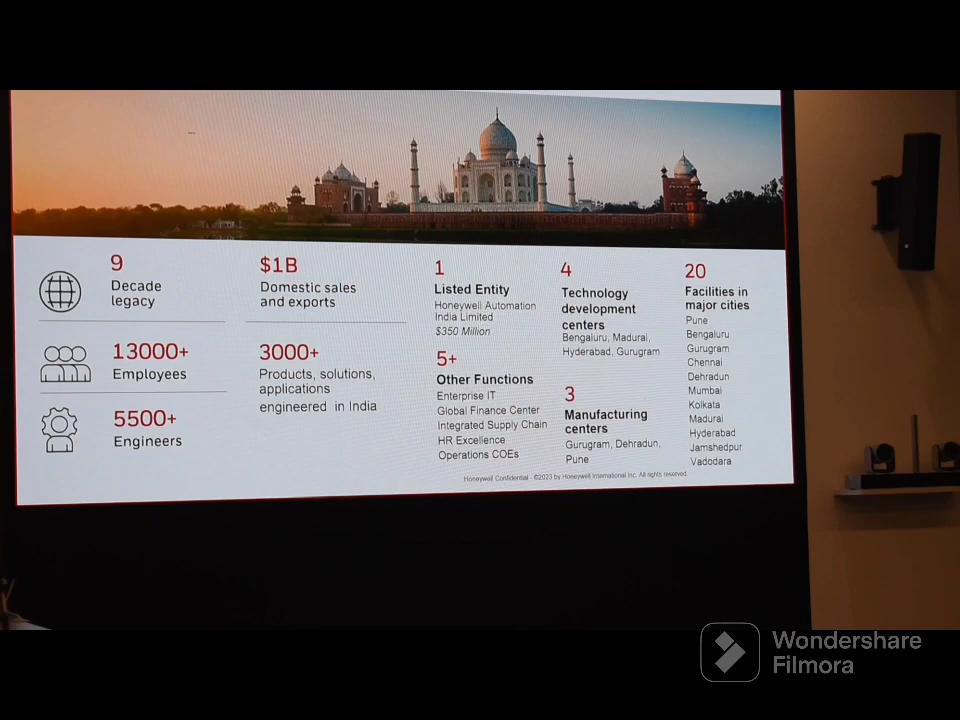 9
Decade
legacy
13000+
Employees
5500+
Engineers
$1B
Domestic sales
and exports
3000+
Products, solutions,
applications
engineered in India
1
Listed Entity
Honeywell Automation
India Limited
$350 Million
5+
Other Functions
Enterprise IT
Global Finance Center
Integrated Supply Chain
HR Excellence
Operations COEs
4
Technology
development
centers
Bengaluru, Madurai,
Hyderabad, Gurugram
3
Manufacturing
centers
Gurugram, Dehradun,
Pune
20
Facilities in
major cities
Pune
Bengaluru
Gurugram
Chennai
Dehradun
Mumbai
Kolkata
Madurai
Hyderabad
Jamshedpur
Vadodara
Honeywell Confidential - ©2023 by Honeywell International Inc. All rights reserved.
Wondershare
Filmora